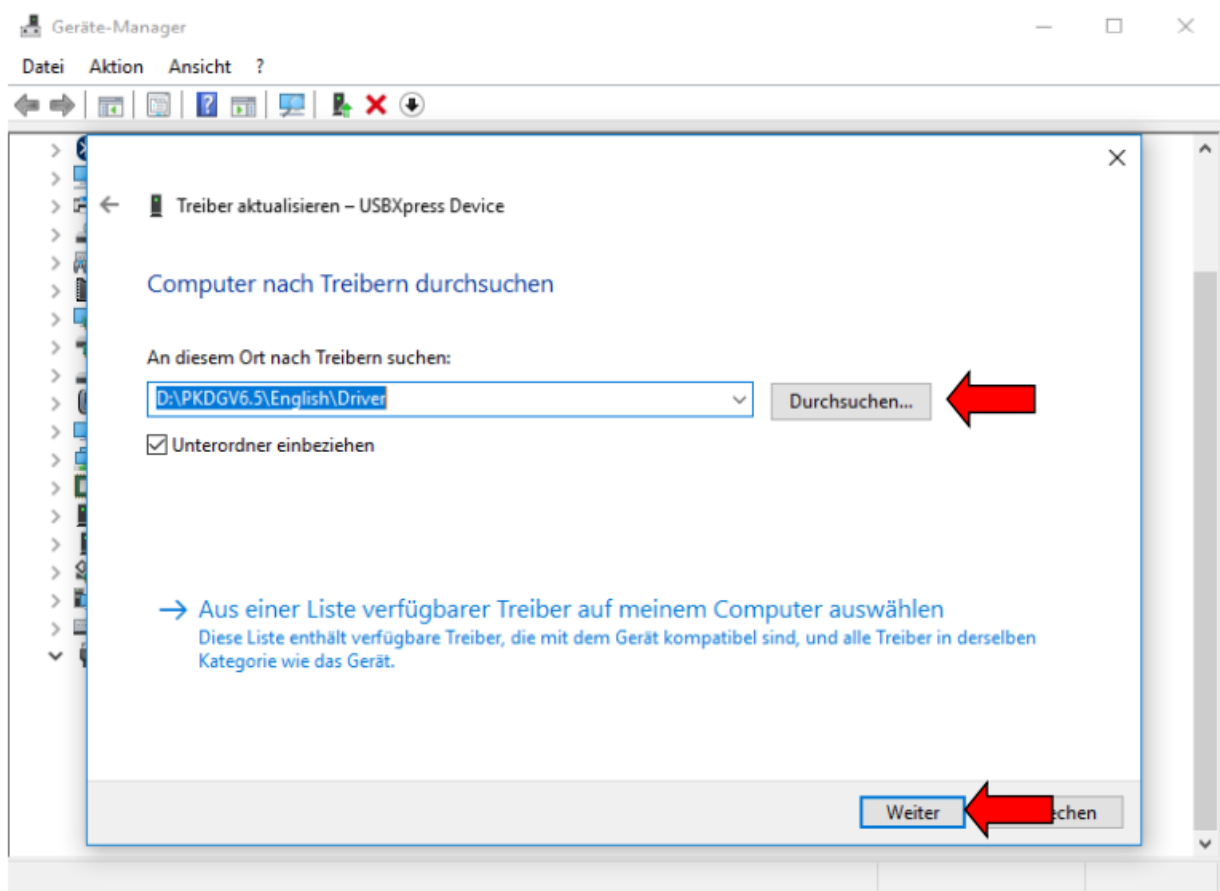 Geräte-Manager
Datei Aktion Ansicht ?
Treiber aktualisieren – USBXpress Device
Computer nach Treibern durchsuchen
An diesem Ort nach Treibern suchen:
D:\PKDGV6.5\English\Driver
Durchsuchen...
Unterordner einbeziehen
Aus einer Liste verfügbarer Treiber auf meinem Computer auswählen
Diese Liste enthält verfügbare Treiber, die mit dem Gerät kompatibel sind, und alle Treiber in derselben
Kategorie wie das Gerät.
Weiter